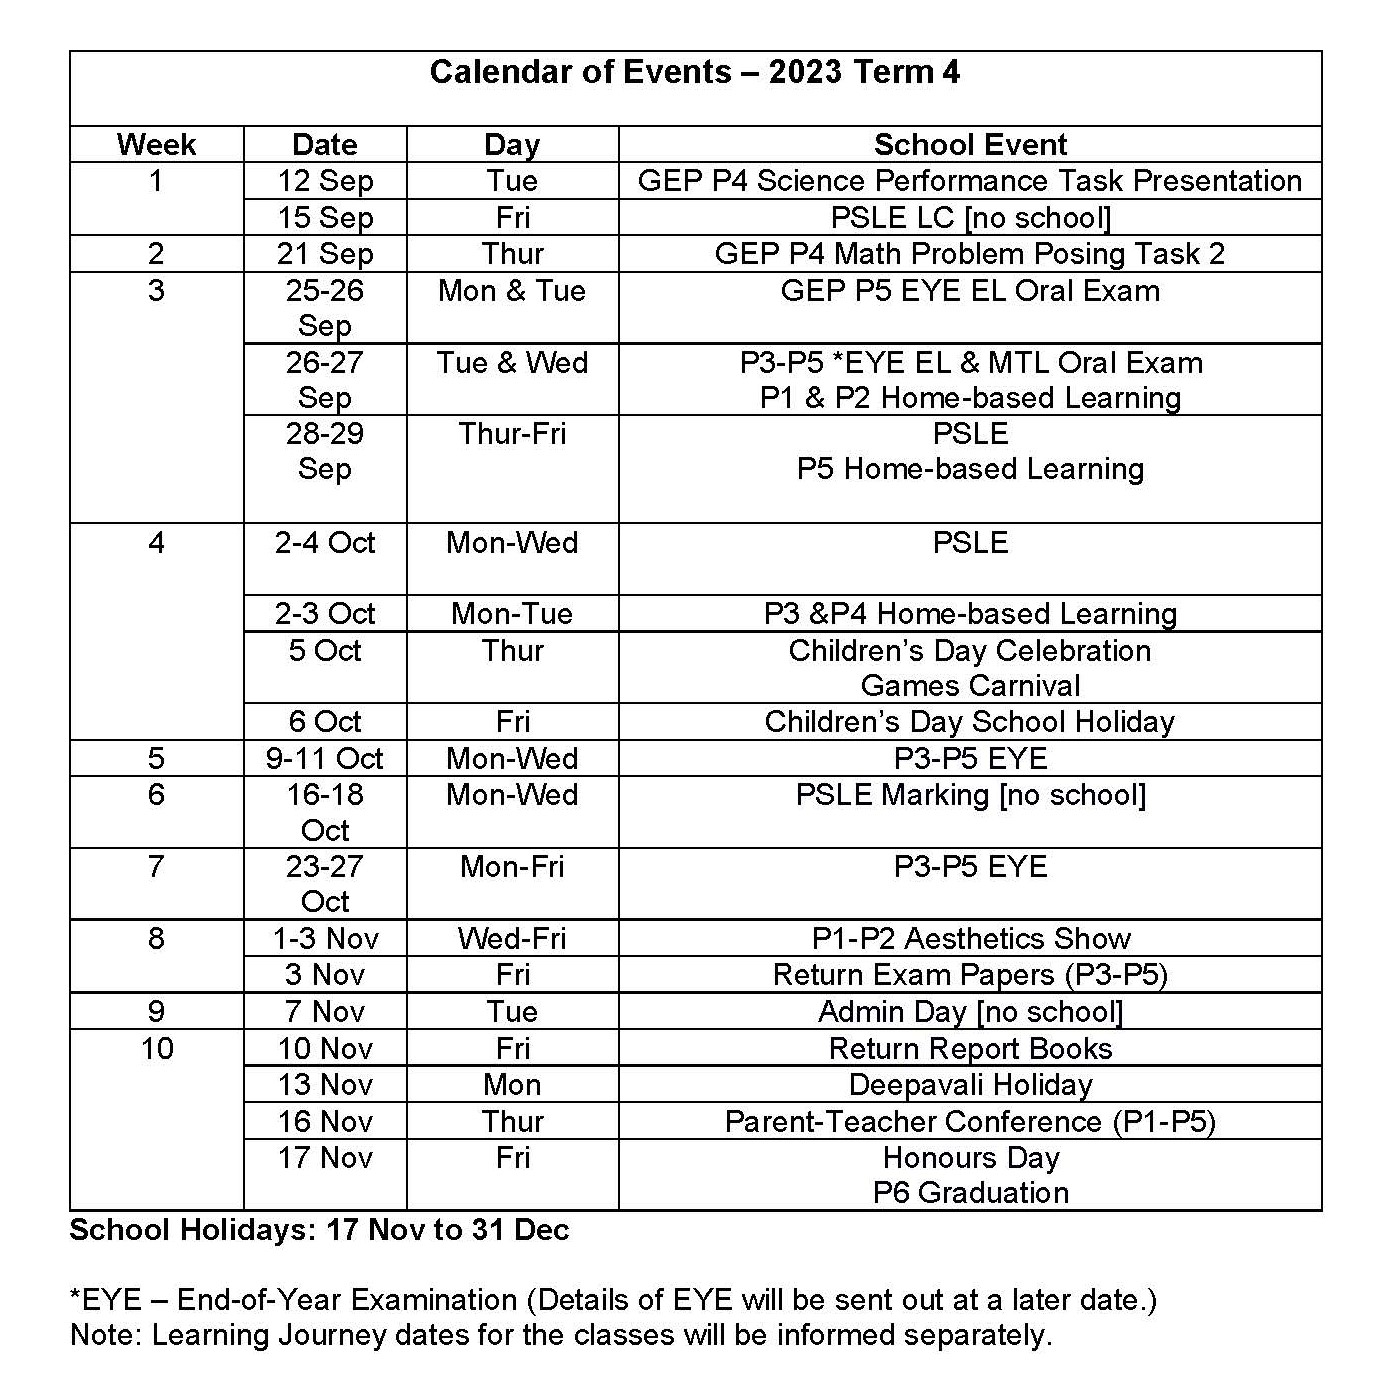 Calendar of Events – 2023 Term 4
Week Date Day School Event
1 12 Sep Tue GEP P4 Science Performance Task Presentation
15 Sep Fri PSLE LC [no school]
2 21 Sep Thur GEP P4 Math Problem Posing Task 2
3 25-26 Mon & Tue GEP P5 EYE EL Oral Exam
Sep
26-27 Tue & Wed P3-P5 *EYE EL & MTL Oral Exam
Sep P1 & P2 Home-based Learning
28-29 Thur-Fri PSLE
Sep P5 Home-based Learning
4 2-4 Oct Mon-Wed PSLE
2-3 Oct Mon-Tue P3 &P4 Home-based Learning
5 Oct Thur Children’s Day Celebration
Games Carnival
6 Oct Fri Children’s Day School Holiday
5 9-11 Oct Mon-Wed P3-P5 EYE
6 16-18 Mon-Wed PSLE Marking [no school]
Oct
7 23-27 Mon-Fri P3-P5 EYE
Oct
8 1-3 Nov Wed-Fri P1-P2 Aesthetics Show
3 Nov Fri Return Exam Papers (P3-P5)
9 7 Nov Tue Admin Day [no school]
10 10 Nov Fri Return Report Books
13 Nov Mon Deepavali Holiday
16 Nov Thur Parent-Teacher Conference (P1-P5)
17 Nov Fri Honours Day
P6 Graduation
School Holidays: 17 Nov to 31 Dec
*EYE – End-of-Year Examination (Details of EYE will be sent out at a later date.)
Note: Learning Journey dates for the classes will be informed separately.